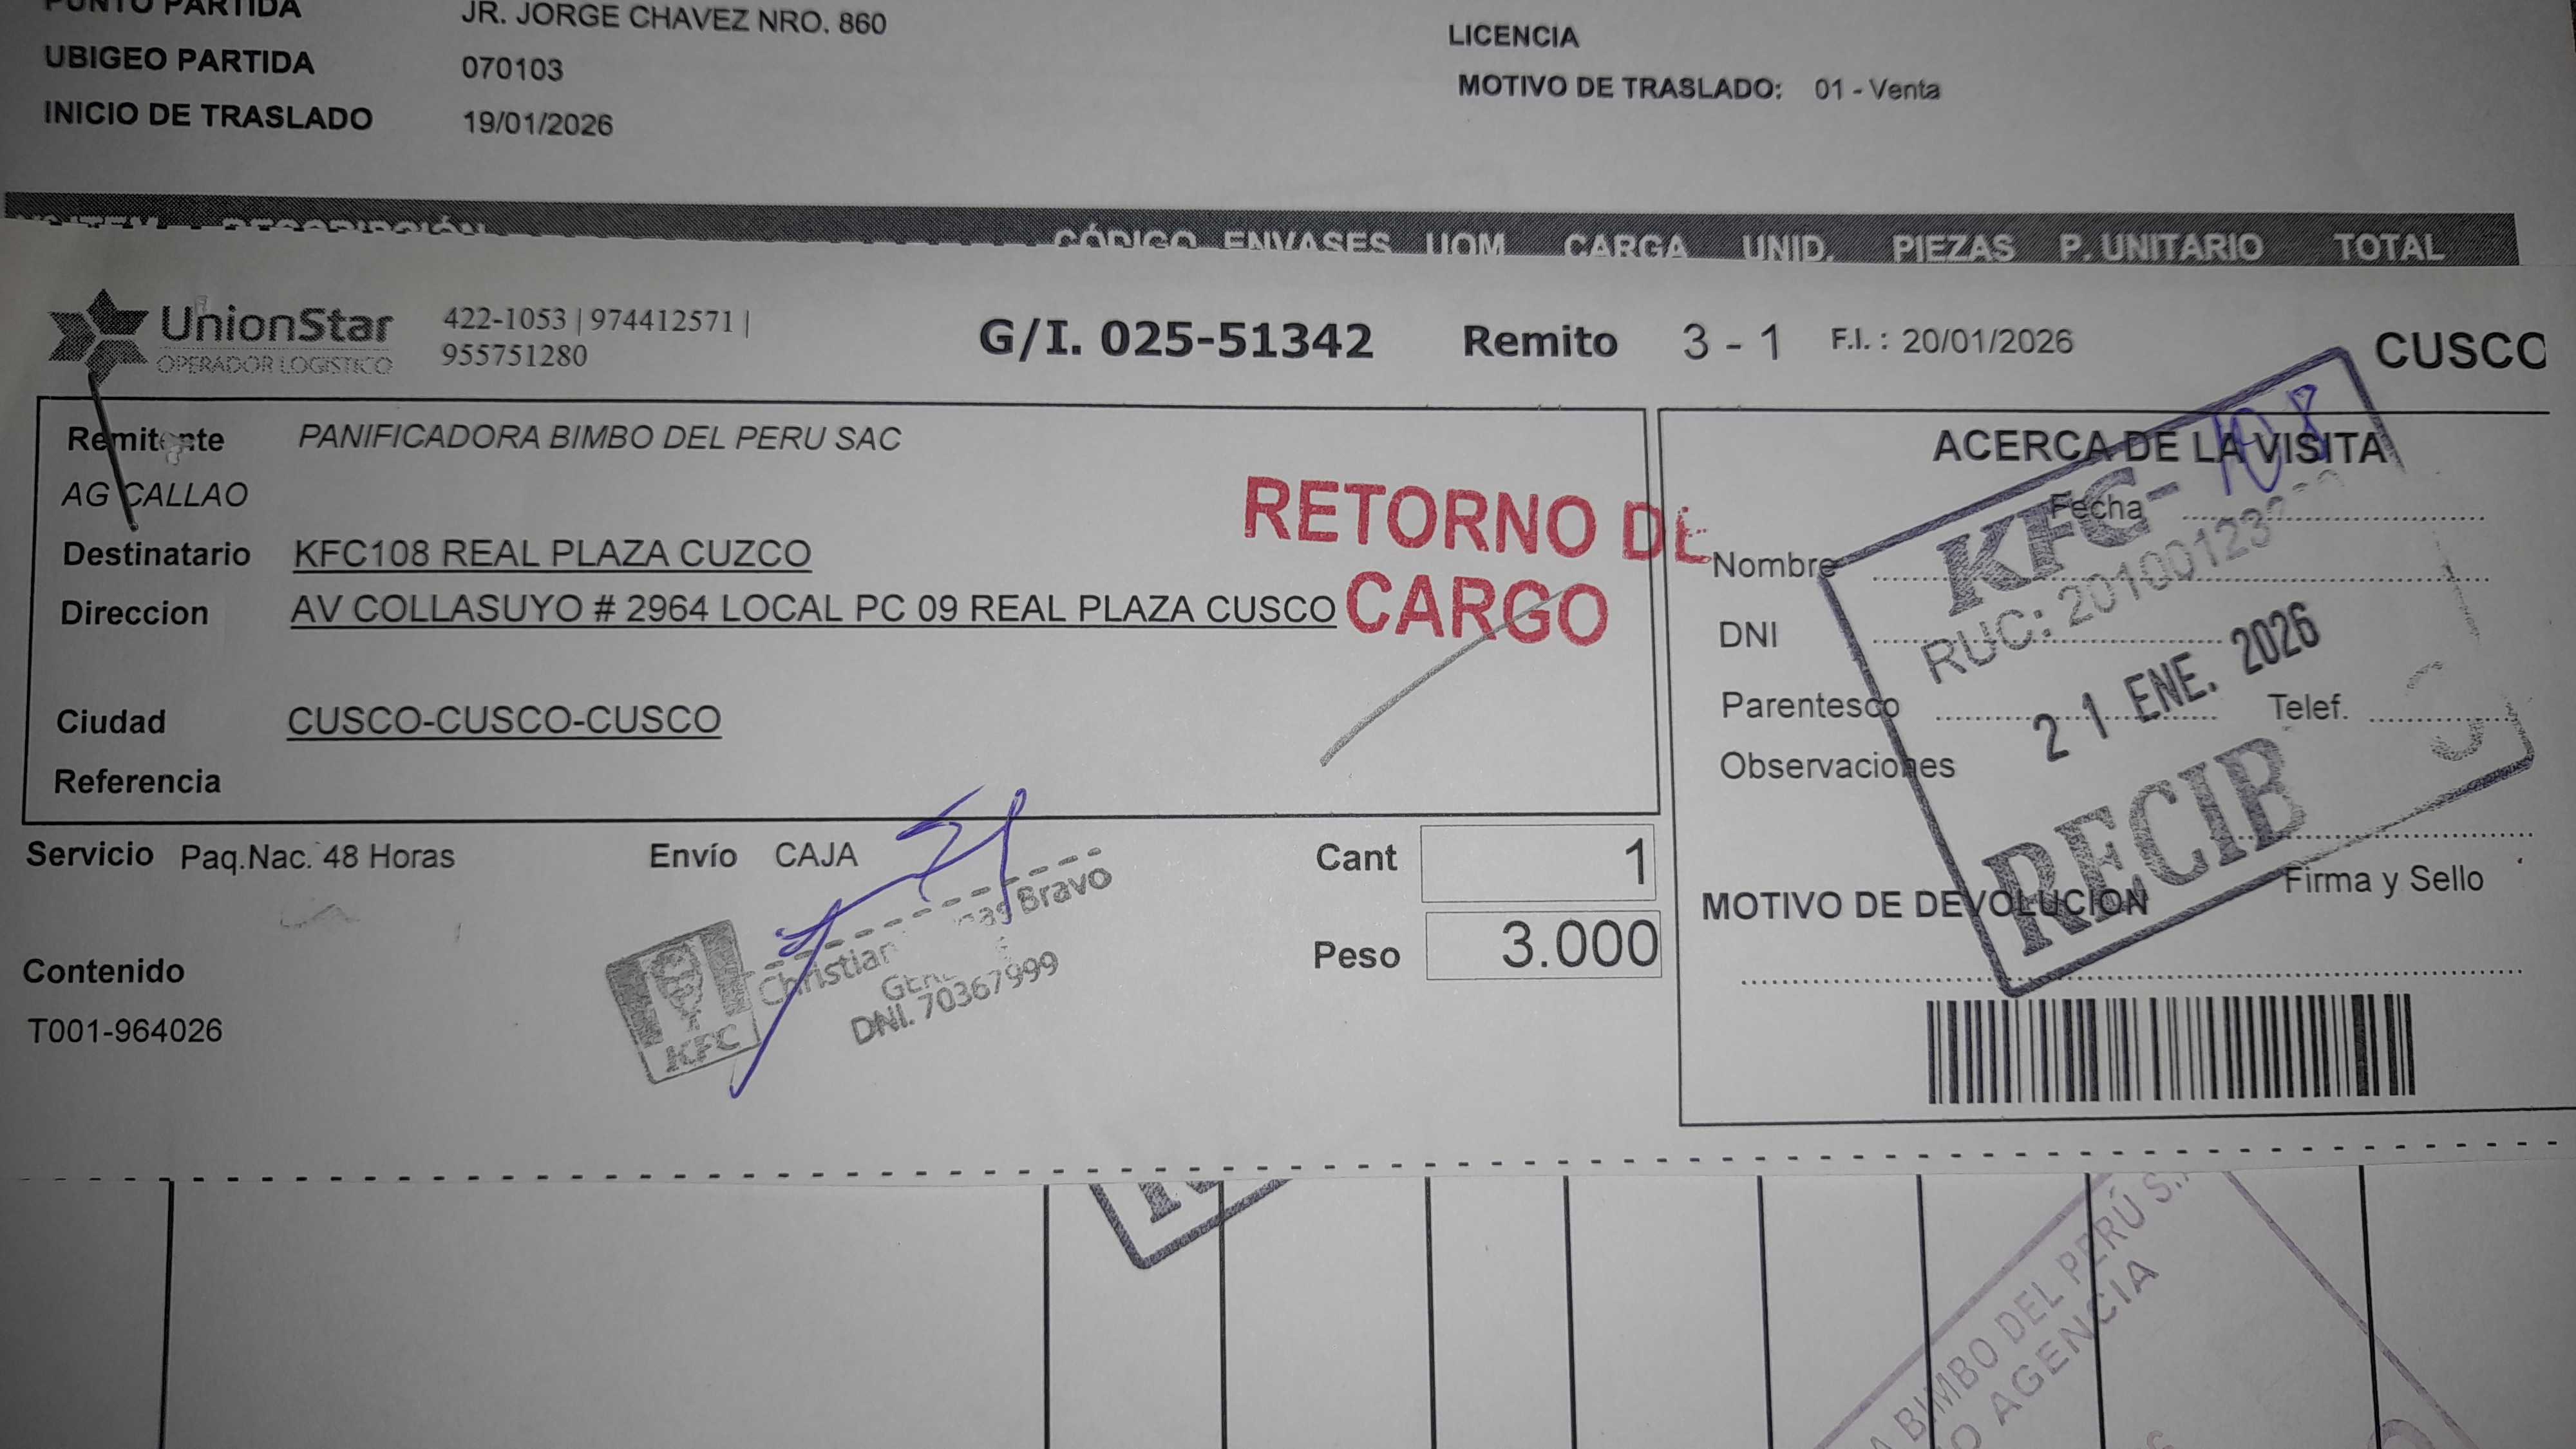 PUNTO PARTIDA JR. JORGE CHAVEZ NRO. 860
LICENCIA
UBIGEO PARTIDA 070103
MOTIVO DE TRASLADO: 01 - Venta
INICIO DE TRASLADO 19/01/2026
DESCRIPCIÓN CÓDIGO ENVASES UOM CARGA UNID. PIEZAS P. UNITARIO TOTAL
UnionStar
OPERADOR LOGISTICO
422-1053 | 974412571 |
955751280
G/I. 025-51342 Remito 3 - 1 F.I. : 20/01/2026 CUSCO
Remitente PANIFICADORA BIMBO DEL PERU SAC
AG CALLAO
Destinatario KFC108 REAL PLAZA CUZCO
Direccion AV COLLASUYO # 2964 LOCAL PC 09 REAL PLAZA CUSCO
Ciudad CUSCO-CUSCO-CUSCO
Referencia
RETORNO DE
CARGO
ACERCA DE LA VISITA
Fecha
Nombre
DNI
Parentesco Telef.
Observaciones
Firma y Sello
MOTIVO DE DEVOLUCION
KFC- 108
RUC: 20100123
21 ENE. 2026
RECIB
Servicio Paq.Nac. 48 Horas Envío CAJA Cant 1
Peso 3.000
Contenido
T001-964026
KFC
Christian Bravo
DNI. 70367999
BIMBO DEL PERÚ S.
AGENCIA